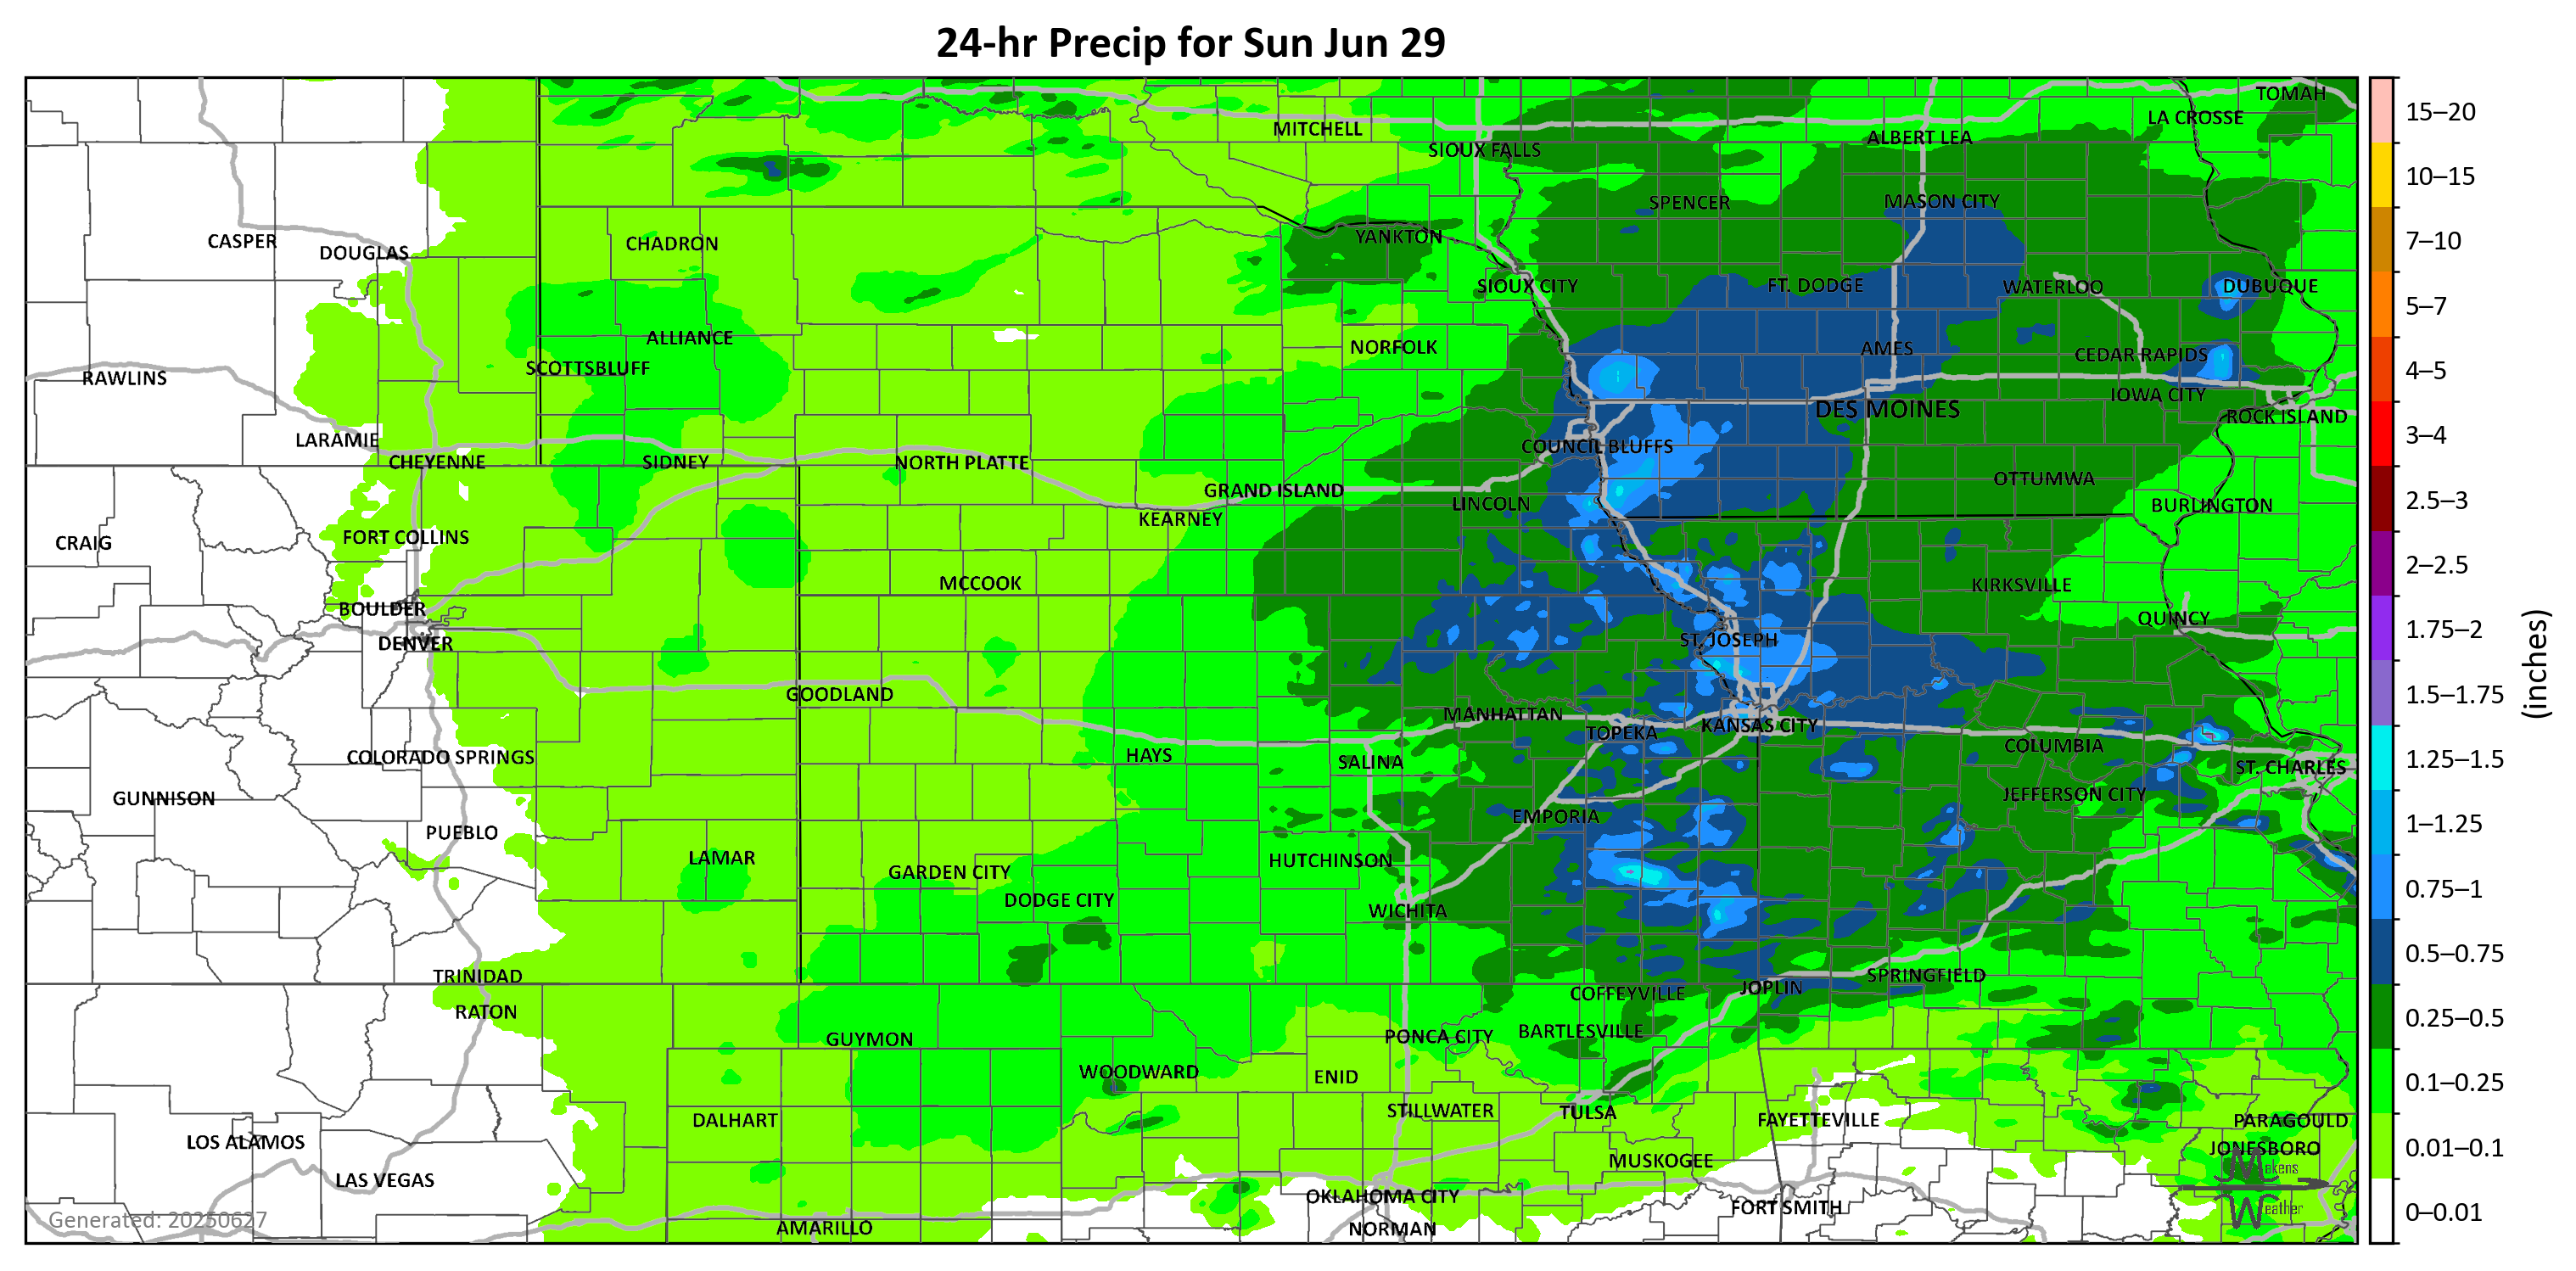 24-hr Precip for Sun Jun 29
TOMAH
LA CROSSE
MITCHELL
ALBERT LEA
SIOUX FALLS
SPENCER
MASON CITY
CASPER
DOUGLAS
CHADRON
YANKTON
SIOUX CITY
FT. DODGE
WATERLOO
DUBUQUE
ALLIANCE
NORFOLK
AMES
CEDAR RAPIDS
SCOTTSBLUFF
RAWLINS
IOWA CITY
DES MOINES
ROCK ISLAND
LARAMIE
COUNCIL BLUFFS
CHEYENNE
SIDNEY
NORTH PLATTE
OTTUMWA
GRAND ISLAND
LINCOLN
BURLINGTON
KEARNEY
CRAIG
FORT COLLINS
MCCOOK
KIRKSVILLE
BOULDER
QUINCY
DENVER
ST. JOSEPH
GOODLAND
MANHATTAN
TOPEKA
KANSAS CITY
COLUMBIA
COLORADO SPRINGS
HAYS
SALINA
ST. CHARLES
GUNNISON
JEFFERSON CITY
EMPORIA
PUEBLO
LAMAR
HUTCHINSON
GARDEN CITY
DODGE CITY
WICHITA
TRINIDAD
SPRINGFIELD
JOPLIN
COFFEYVILLE
RATON
GUYMON
PONCA CITY
BARTLESVILLE
WOODWARD
ENID
DALHART
STILLWATER
TULSA
FAYETTEVILLE
PARAGOULD
LOS ALAMOS
JONESBORO
MUSKOGEE
LAS VEGAS
OKLAHOMA CITY
FORT SMITH
AMARILLO
NORMAN
Generated: 20250627
Makens
Weather
15–20
10–15
7–10
5–7
4–5
3–4
2.5–3
2–2.5
1.75–2
1.5–1.75
1.25–1.5
1–1.25
0.75–1
0.5–0.75
0.25–0.5
0.1–0.25
0.01–0.1
0–0.01
(inches)